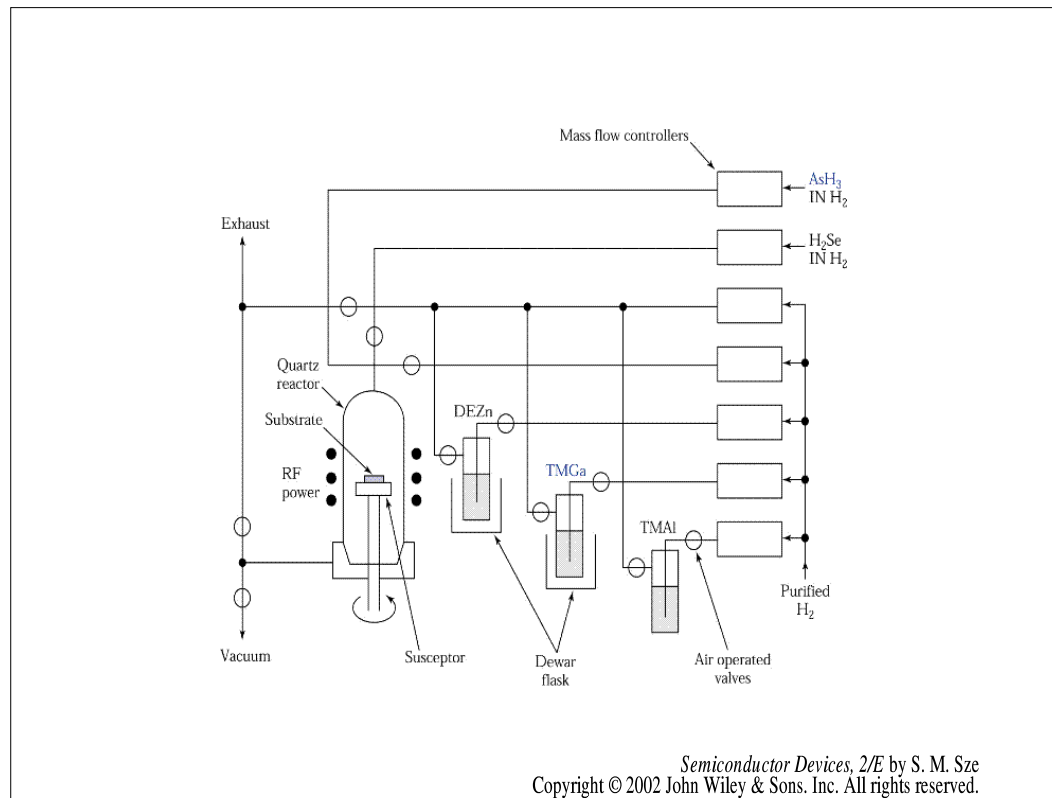 Mass flow controllers
AsH₃
IN H₂
Exhaust
H₂Se
IN H₂
Quartz
reactor
Substrate
DEZn
RF
power
TMGa
TMAl
Purified
H₂
Vacuum
Susceptor
Dewar
flask
Air operated
valves
Semiconductor Devices, 2/E by S. M. Sze
Copyright © 2002 John Wiley & Sons. Inc. All rights reserved.